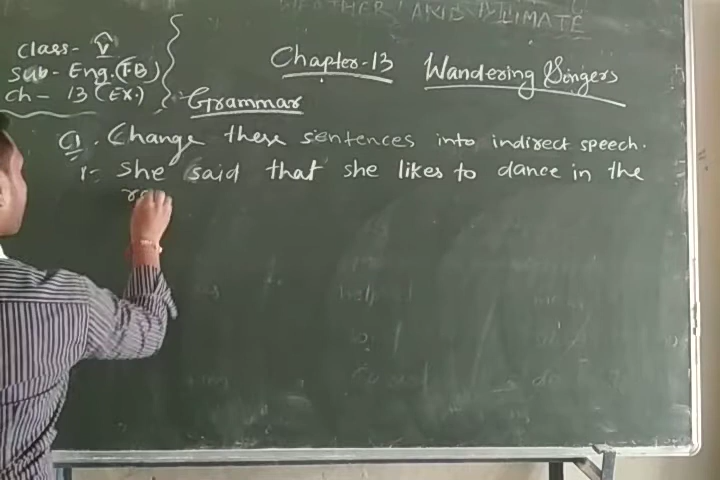 WEATHER AND CLIMATE
Class- V
Sub- Eng.(FB)
Ch- 13 (Ex.)
Chapter-13 Wandering Singers
Grammar
Q. Change these sentences into indirect speech.
1:- She said that she likes to dance in the